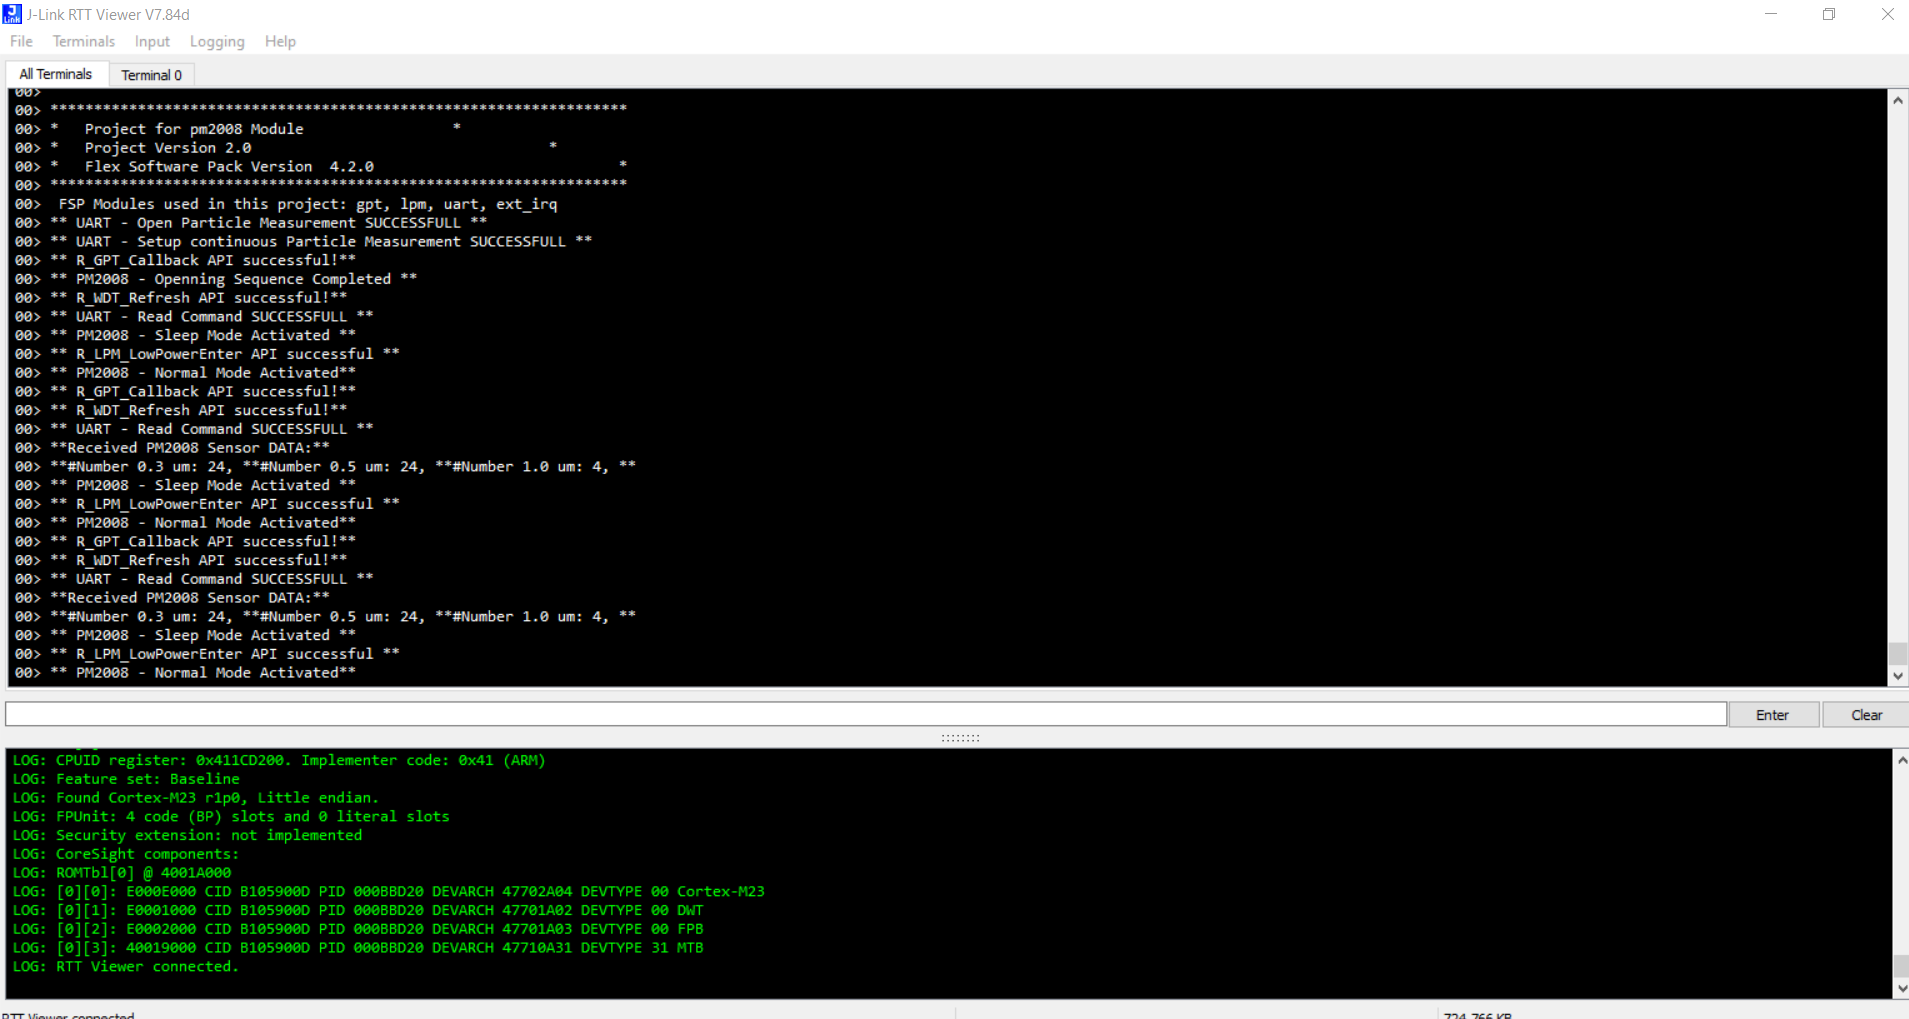 J-Link RTT Viewer V7.84d
File Terminals Input Logging Help
All Terminals Terminal 0
00>
00> ******************************************************************
00> *   Project for pm2008 Module                 *
00> *   Project Version 2.0                                  *
00> *   Flex Software Pack Version  4.2.0                            *
00> ******************************************************************
00>  FSP Modules used in this project: gpt, lpm, uart, ext_irq
00> ** UART - Open Particle Measurement SUCCESSFULL **
00> ** UART - Setup continuous Particle Measurement SUCCESSFULL **
00> ** R_GPT_Callback API successful!**
00> ** PM2008 - Openning Sequence Completed **
00> ** R_WDT_Refresh API successful!**
00> ** UART - Read Command SUCCESSFULL **
00> ** PM2008 - Sleep Mode Activated **
00> ** R_LPM_LowPowerEnter API successful **
00> ** PM2008 - Normal Mode Activated**
00> ** R_GPT_Callback API successful!**
00> ** R_WDT_Refresh API successful!**
00> ** UART - Read Command SUCCESSFULL **
00> **Received PM2008 Sensor DATA:**
00> **#Number 0.3 um: 24, **#Number 0.5 um: 24, **#Number 1.0 um: 4, **
00> ** PM2008 - Sleep Mode Activated **
00> ** R_LPM_LowPowerEnter API successful **
00> ** PM2008 - Normal Mode Activated**
00> ** R_GPT_Callback API successful!**
00> ** R_WDT_Refresh API successful!**
00> ** UART - Read Command SUCCESSFULL **
00> **Received PM2008 Sensor DATA:**
00> **#Number 0.3 um: 24, **#Number 0.5 um: 24, **#Number 1.0 um: 4, **
00> ** PM2008 - Sleep Mode Activated **
00> ** R_LPM_LowPowerEnter API successful **
00> ** PM2008 - Normal Mode Activated**
Enter Clear
LOG: CPUID register: 0x411CD200. Implementer code: 0x41 (ARM)
LOG: Feature set: Baseline
LOG: Found Cortex-M23 r1p0, Little endian.
LOG: FPUnit: 4 code (BP) slots and 0 literal slots
LOG: Security extension: not implemented
LOG: CoreSight components:
LOG: ROMTbl[0] @ 4001A000
LOG: [0][0]: E000E000 CID B105900D PID 000BBD20 DEVARCH 47702A04 DEVTYPE 00 Cortex-M23
LOG: [0][1]: E0001000 CID B105900D PID 000BBD20 DEVARCH 47701A02 DEVTYPE 00 DWT
LOG: [0][2]: E0002000 CID B105900D PID 000BBD20 DEVARCH 47701A03 DEVTYPE 00 FPB
LOG: [0][3]: 40019000 CID B105900D PID 000BBD20 DEVARCH 47710A31 DEVTYPE 31 MTB
LOG: RTT Viewer connected.
RTT Viewer connected. 724.766 KB